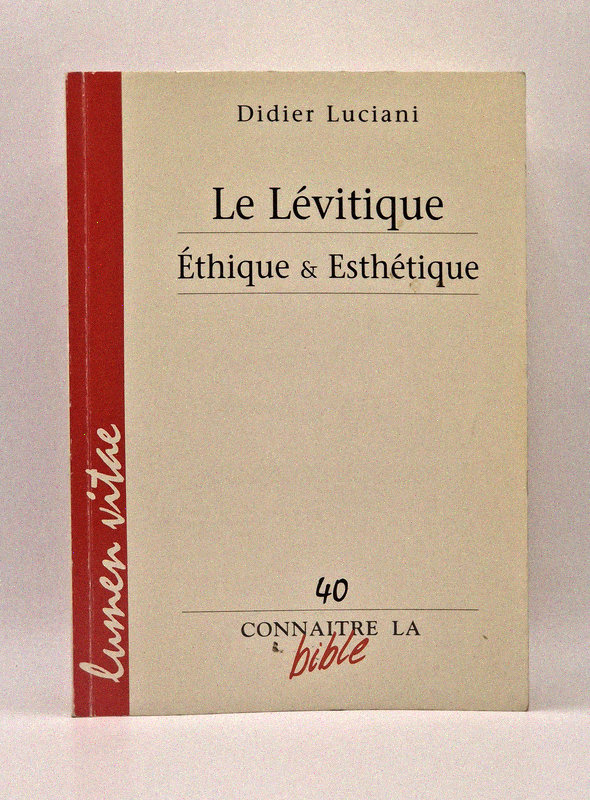 Didier Luciani
Le Lévitique
Éthique & Esthétique
lumen vitae
40
CONNAITRE LA
bible